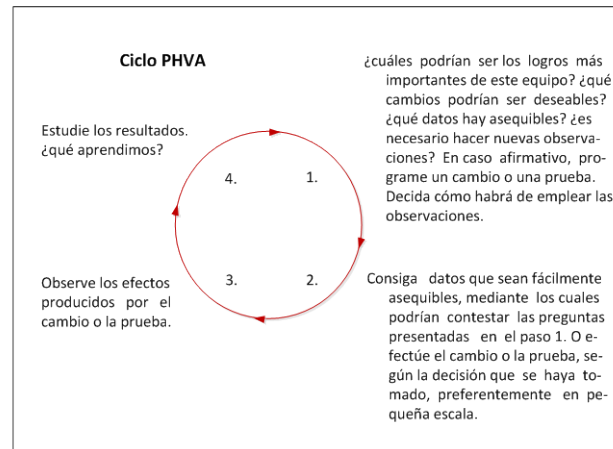 Ciclo PHVA
¿cuáles podrían ser los logros más
importantes de este equipo? ¿qué
cambios podrían ser deseables?
¿qué datos hay asequibles? ¿es
necesario hacer nuevas observa-
ciones? En caso afirmativo, pro-
grame un cambio o una prueba.
Decida cómo habrá de emplear las
observaciones.
Estudie los resultados.
¿qué aprendimos?
4.
1.
3.
2.
Observe los efectos
producidos por el
cambio o la prueba.
Consiga datos que sean fácilmente
asequibles, mediante los cuales
podrían contestar las preguntas
presentadas en el paso 1. O e-
fectúe el cambio o la prueba, se-
gún la decisión que se haya to-
mado, preferentemente en pe-
queña escala.